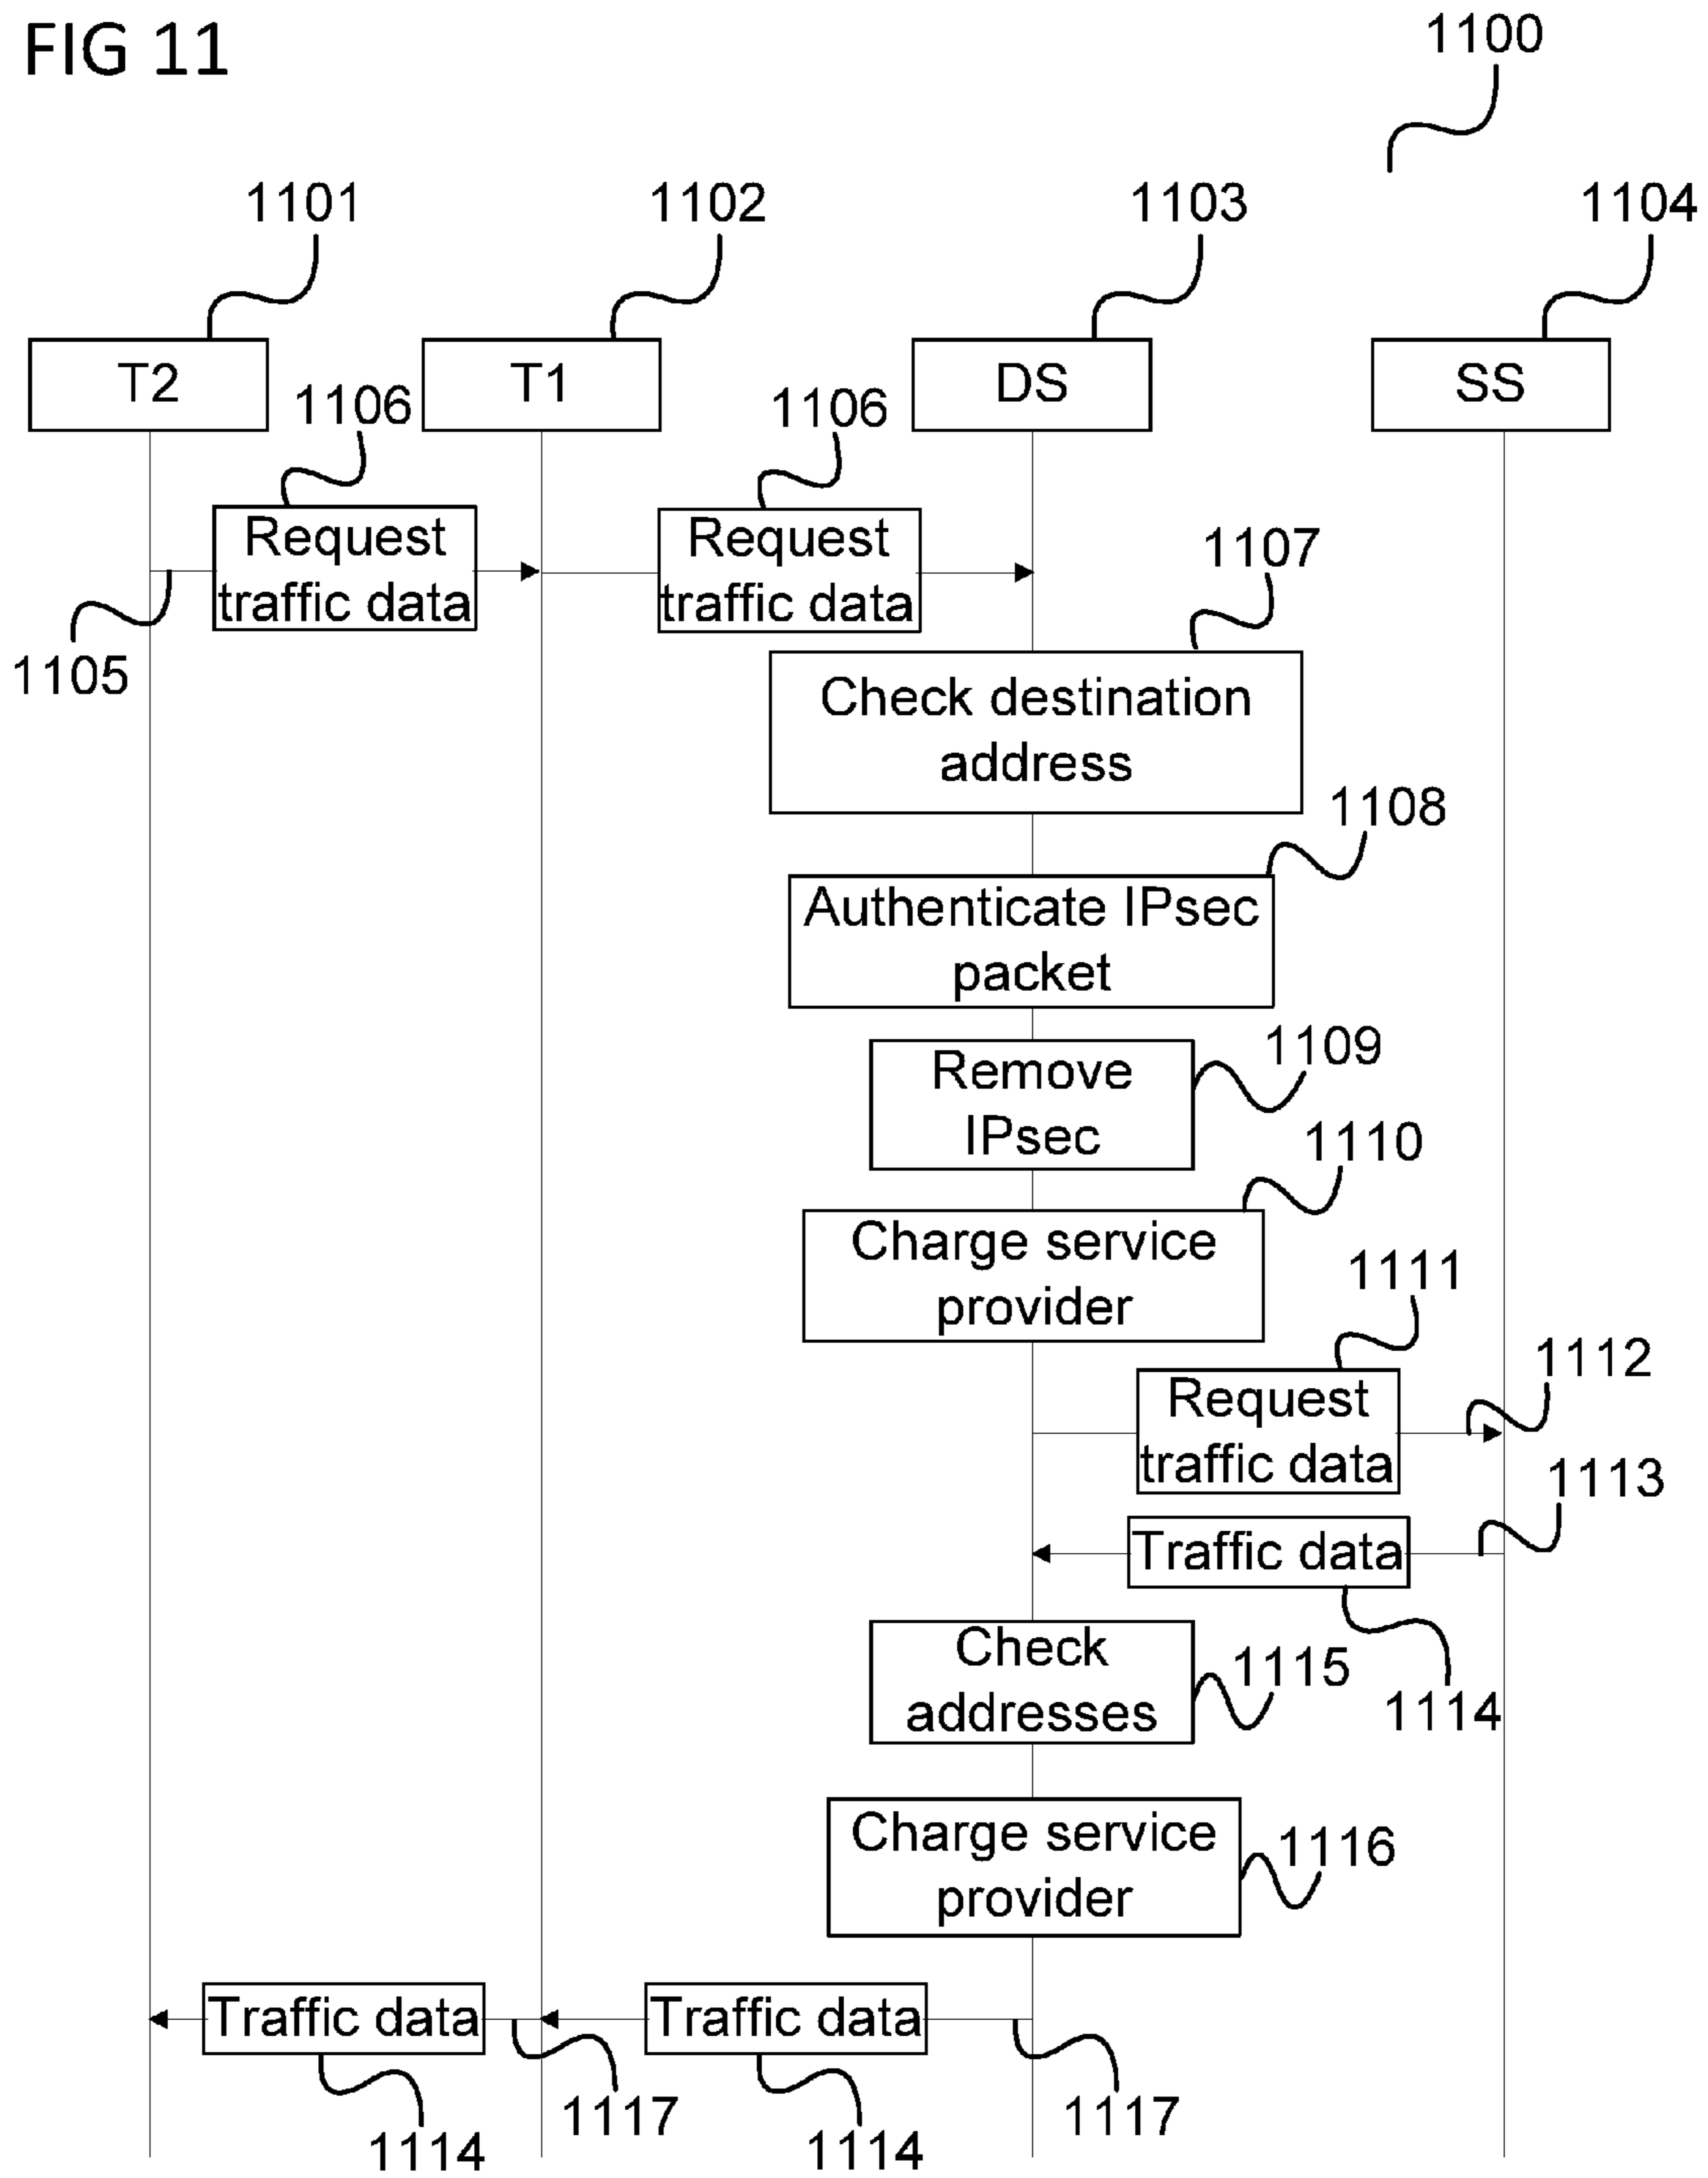 FIG 11
1100
1101
1102
1103
1104
T2
T1
DS
SS
1106
1106
Request
traffic data
Request
traffic data
1105
1107
Check destination
address
1108
Authenticate IPsec
packet
1109
Remove
IPsec
1110
Charge service
provider
1111
1112
Request
traffic data
1113
Traffic data
1114
Check
addresses
1115
Charge service
provider
1116
Traffic data
Traffic data
1114
1117
1114
1117